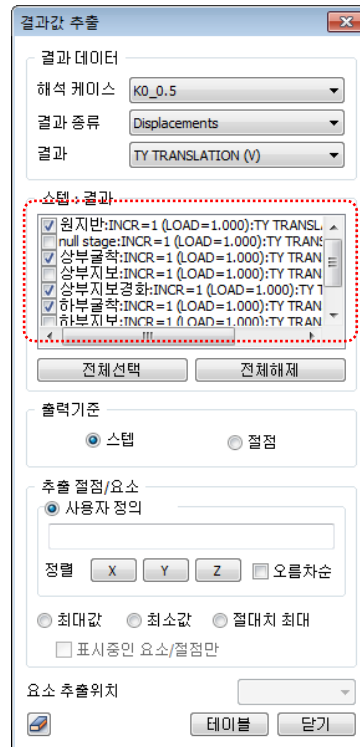 결과값 추출
결과 데이터
해석 케이스 K0_0.5
결과 종류 Displacements
결과 TY TRANSLATION (V)
스텝 : 결과
원지반:INCR=1 (LOAD=1.000):TY TRANSL
null stage:INCR=1 (LOAD=1.000):TY TRANS
상부굴착:INCR=1 (LOAD=1.000):TY TRAN
상부지보:INCR=1 (LOAD=1.000):TY TRAN
상부지보경화:INCR=1 (LOAD=1.000):TY T
하부굴착:INCR=1 (LOAD=1.000):TY TRAN
하부지보:INCR=1 (LOAD=1.000):TY TRAN
전체선택 전체해제
출력기준
스텝 절점
추출 절점/요소
사용자 정의
정렬 X Y Z 오름차순
최대값 최소값 절대치 최대
표시중인 요소/절점만
요소 추출위치
테이블 닫기